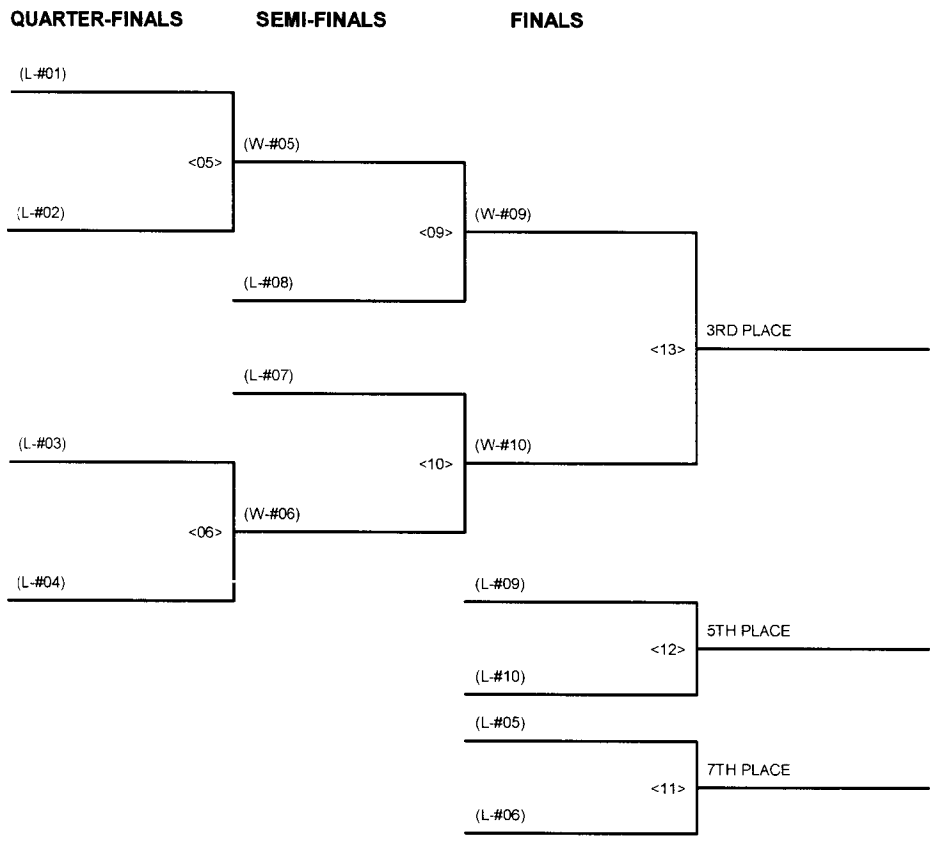 QUARTER-FINALS SEMI-FINALS FINALS
(L-#01)
(W-#05)
<05>
(L-#02)
(W-#09)
<09>
(L-#08)
3RD PLACE
<13>
(L-#07)
(L-#03)
(W-#10)
<10>
(W-#06)
<06>
(L-#04)
(L-#09)
5TH PLACE
<12>
(L-#10)
(L-#05)
7TH PLACE
<11>
(L-#06)